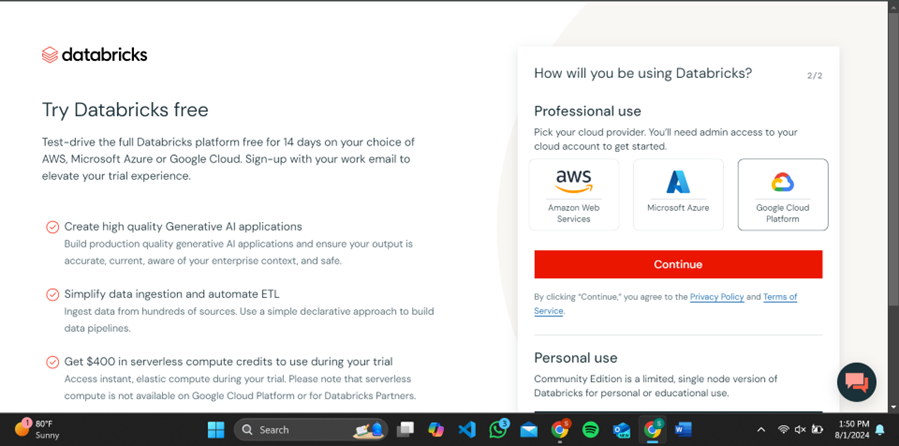 databricks
Try Databricks free
Test-drive the full Databricks platform free for 14 days on your choice of
AWS, Microsoft Azure or Google Cloud. Sign-up with your work email to
elevate your trial experience.
Create high quality Generative AI applications
Build production quality generative AI applications and ensure your output is
accurate, current, aware of your enterprise context, and safe.
Simplify data ingestion and automate ETL
Ingest data from hundreds of sources. Use a simple declarative approach to build
data pipelines.
Get $400 in serverless compute credits to use during your trial
Access instant, elastic compute during your trial. Please note that serverless
compute is not available on Google Cloud Platform or for Databricks Partners.
How will you be using Databricks?
2/2
Professional use
Pick your cloud provider. You'll need admin access to your
cloud account to get started.
aws
Amazon Web
Services
Microsoft Azure
Google Cloud
Platform
Continue
By clicking "Continue," you agree to the Privacy Policy and Terms of
Service.
Personal use
Community Edition is a limited, single node version of
Databricks for personal or educational use.
1
80°F
Sunny
Search
3
1:50 PM
8/1/2024